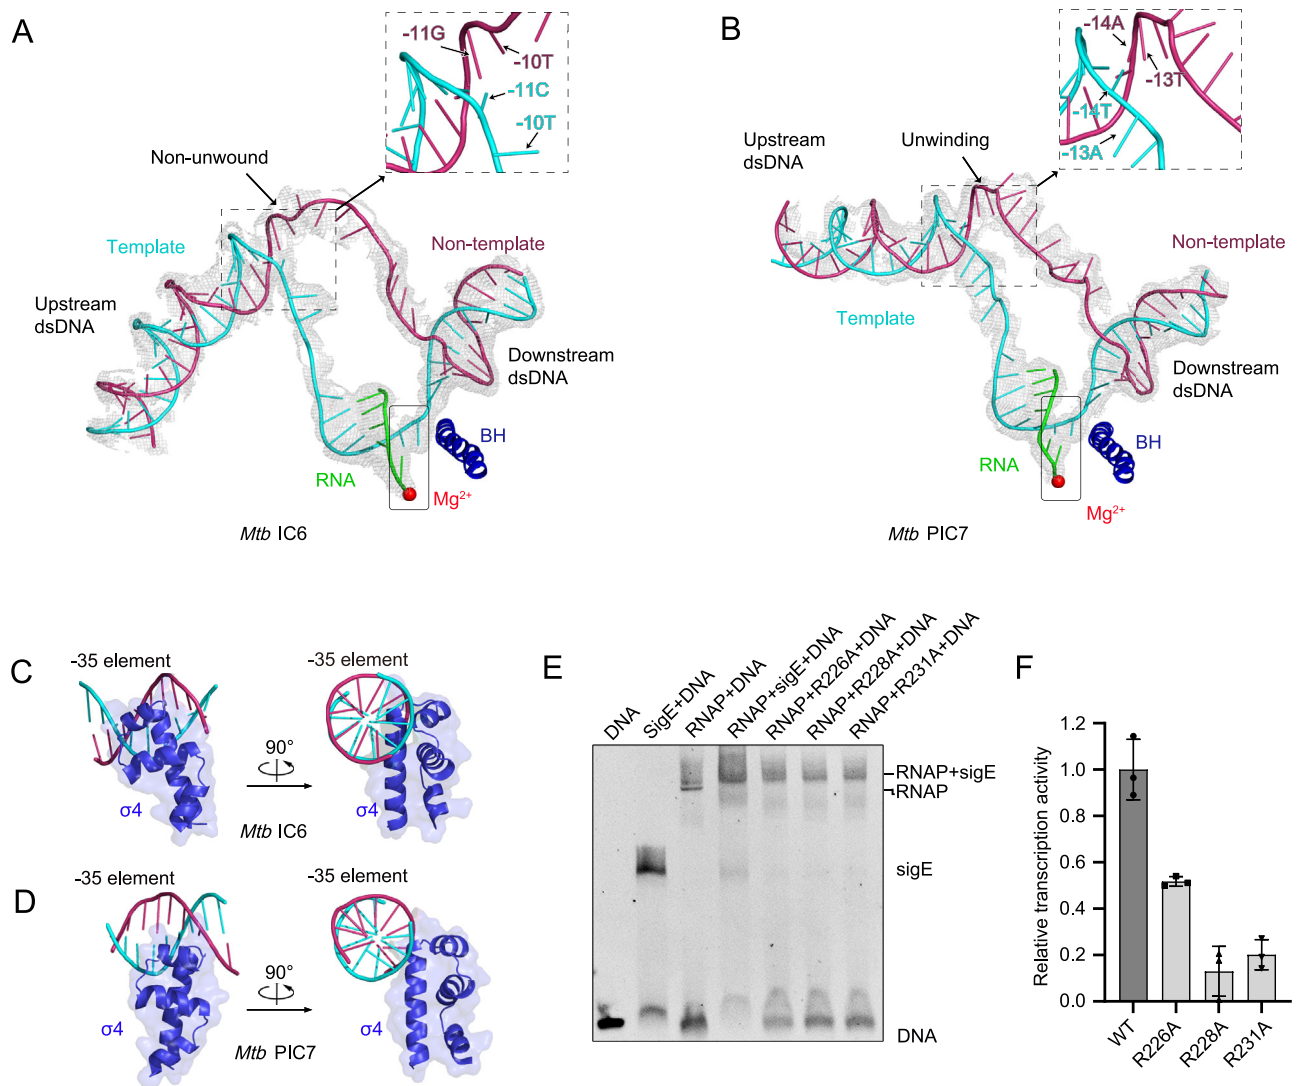 A
-11G
-10T
-11C
-10T
Non-unwound
Template
Non-template
Upstream
dsDNA
Downstream
dsDNA
BH
RNA
Mg²⁺
Mtb IC6
B
-14A
-13T
-14T
-13A
Upstream
dsDNA
Unwinding
Non-template
Template
Downstream
dsDNA
BH
RNA
Mg²⁺
Mtb PIC7
C
-35 element
-35 element
90°
σ4
Mtb IC6
D
-35 element
-35 element
90°
σ4
Mtb PIC7
E
DNA
SigE+DNA
RNAP+DNA
RNAP+sigE+DNA
RNAP+R226A+DNA
RNAP+R228A+DNA
RNAP+R231A+DNA
RNAP+sigE
RNAP
sigE
DNA
F
Relative transcription activity
1.2
1.0
0.8
0.6
0.4
0.2
0.0
WT
R226A
R228A
R231A